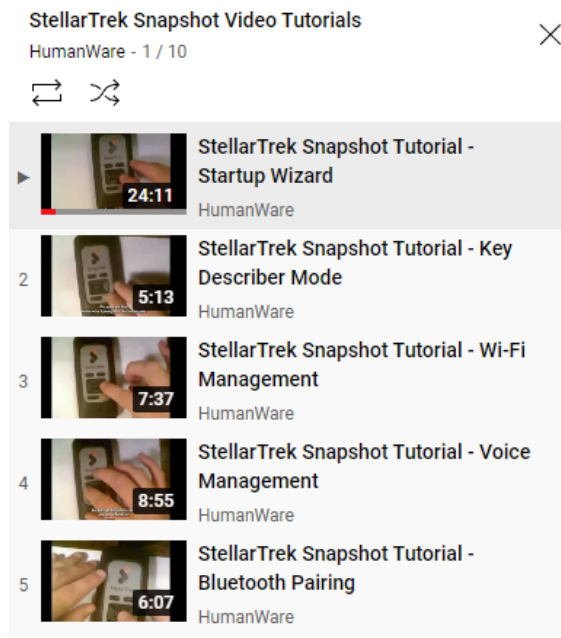 StellarTrek Snapshot Video Tutorials
HumanWare - 1 / 10
24:11
StellarTrek Snapshot Tutorial -
Startup Wizard
HumanWare
2
5:13
StellarTrek Snapshot Tutorial - Key
Describer Mode
HumanWare
3
7:37
StellarTrek Snapshot Tutorial - Wi-Fi
Management
HumanWare
4
8:55
StellarTrek Snapshot Tutorial - Voice
Management
HumanWare
5
6:07
StellarTrek Snapshot Tutorial -
Bluetooth Pairing
HumanWare